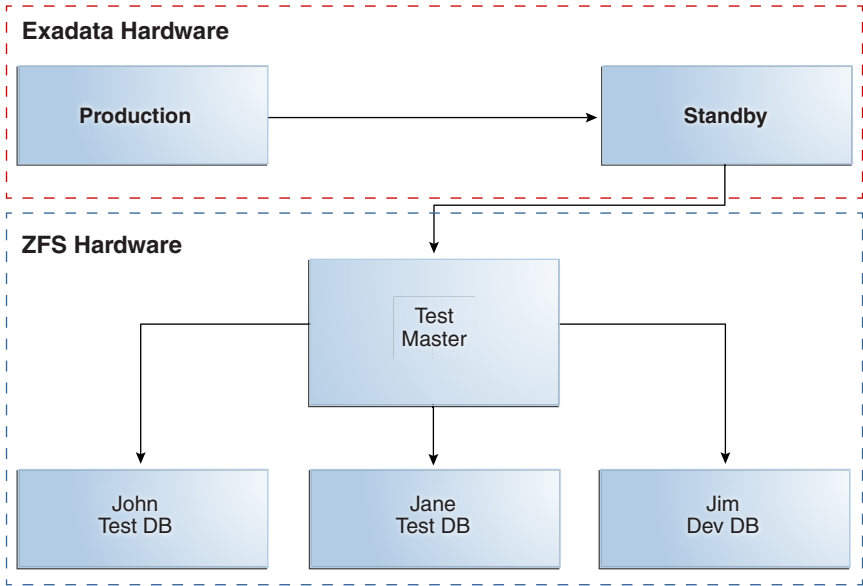 Exadata Hardware
Production
Standby
ZFS Hardware
Test
Master
John
Test DB
Jane
Test DB
Jim
Dev DB